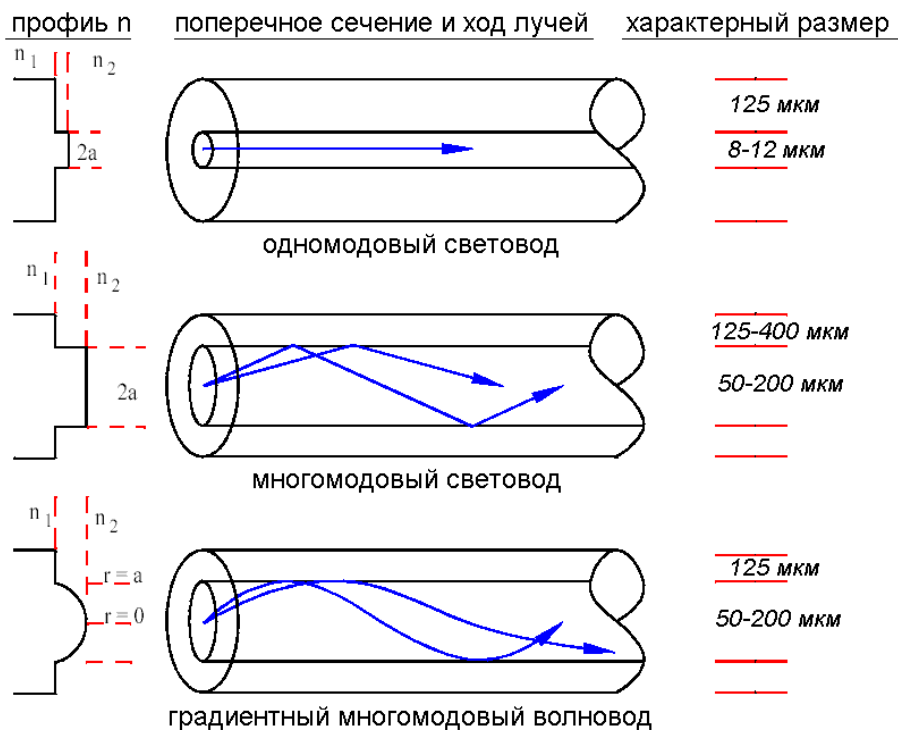 профиь n поперечное сечение и ход лучей характерный размер
n 1 n 2
125 мкм
2a 8-12 мкм
одномодовый световод
n 1 n 2
125-400 мкм
2a 50-200 мкм
многомодовый световод
n 1 n 2
r = a 125 мкм
r = 0 50-200 мкм
градиентный многомодовый волновод